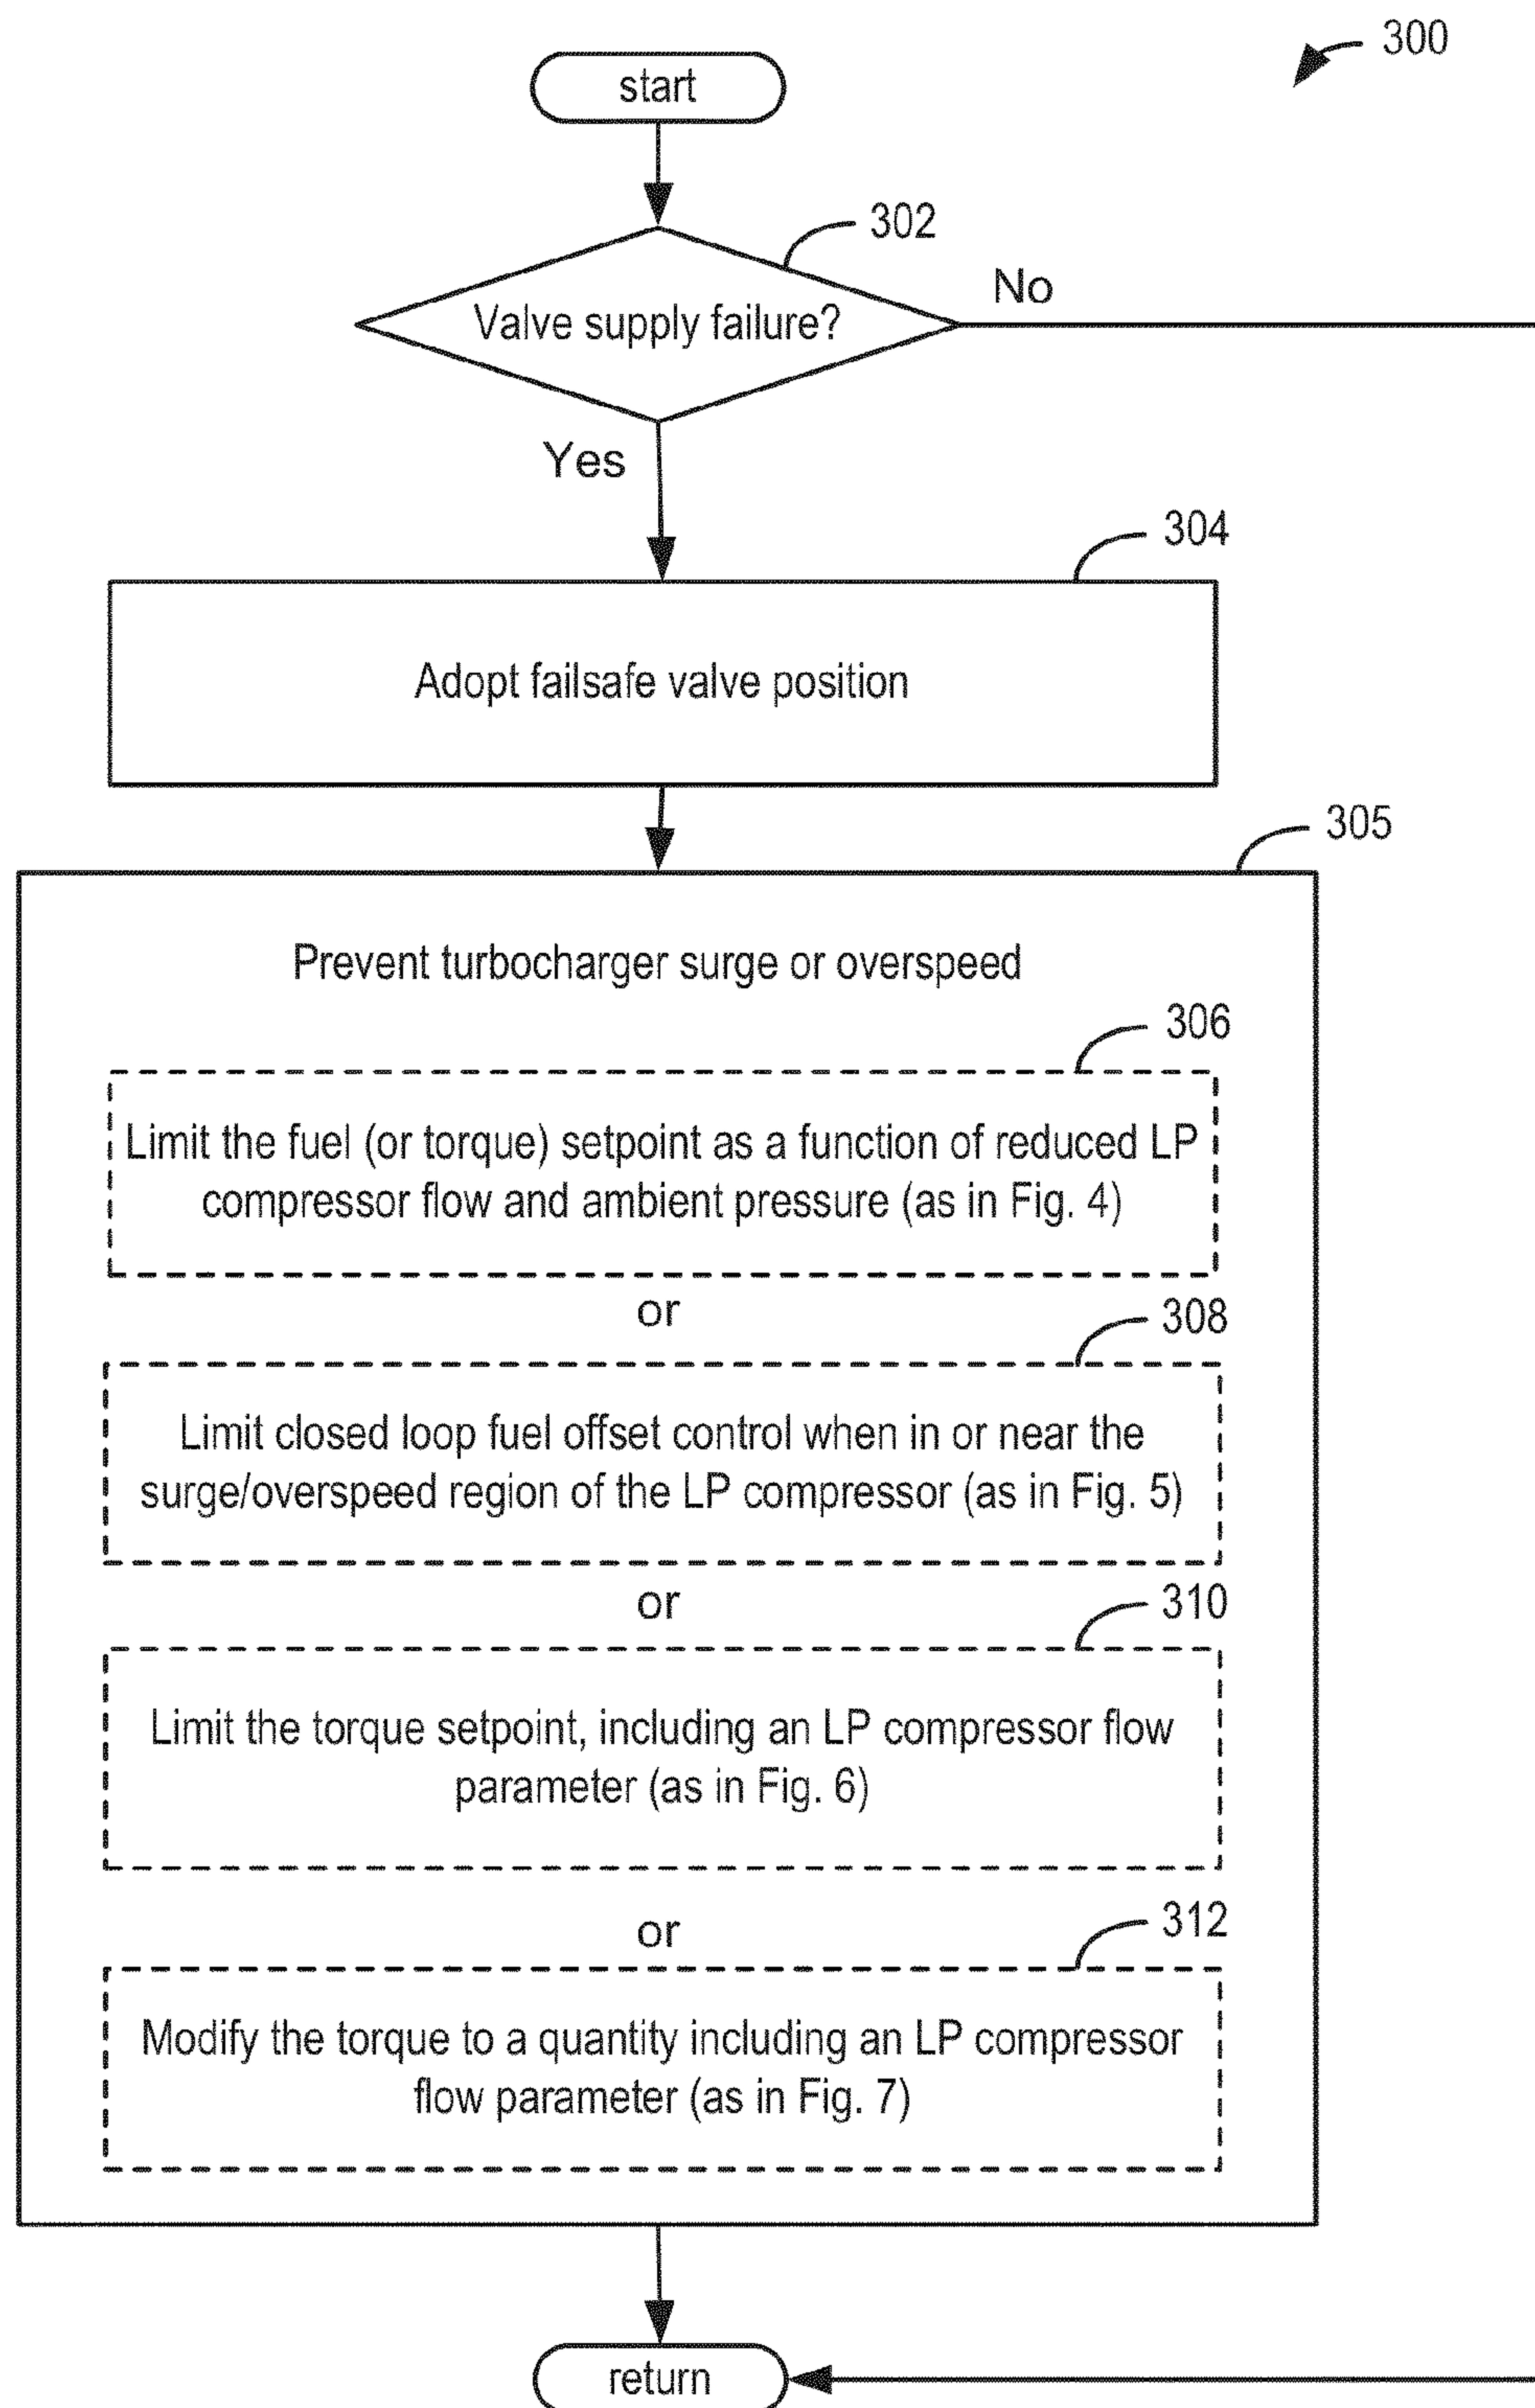 300
start
302
Valve supply failure?
No
Yes
304
Adopt failsafe valve position
305
Prevent turbocharger surge or overspeed
306
Limit the fuel (or torque) setpoint as a function of reduced LP
compressor flow and ambient pressure (as in Fig. 4)
or
308
Limit closed loop fuel offset control when in or near the
surge/overspeed region of the LP compressor (as in Fig. 5)
or
310
Limit the torque setpoint, including an LP compressor flow
parameter (as in Fig. 6)
or
312
Modify the torque to a quantity including an LP compressor
flow parameter (as in Fig. 7)
return